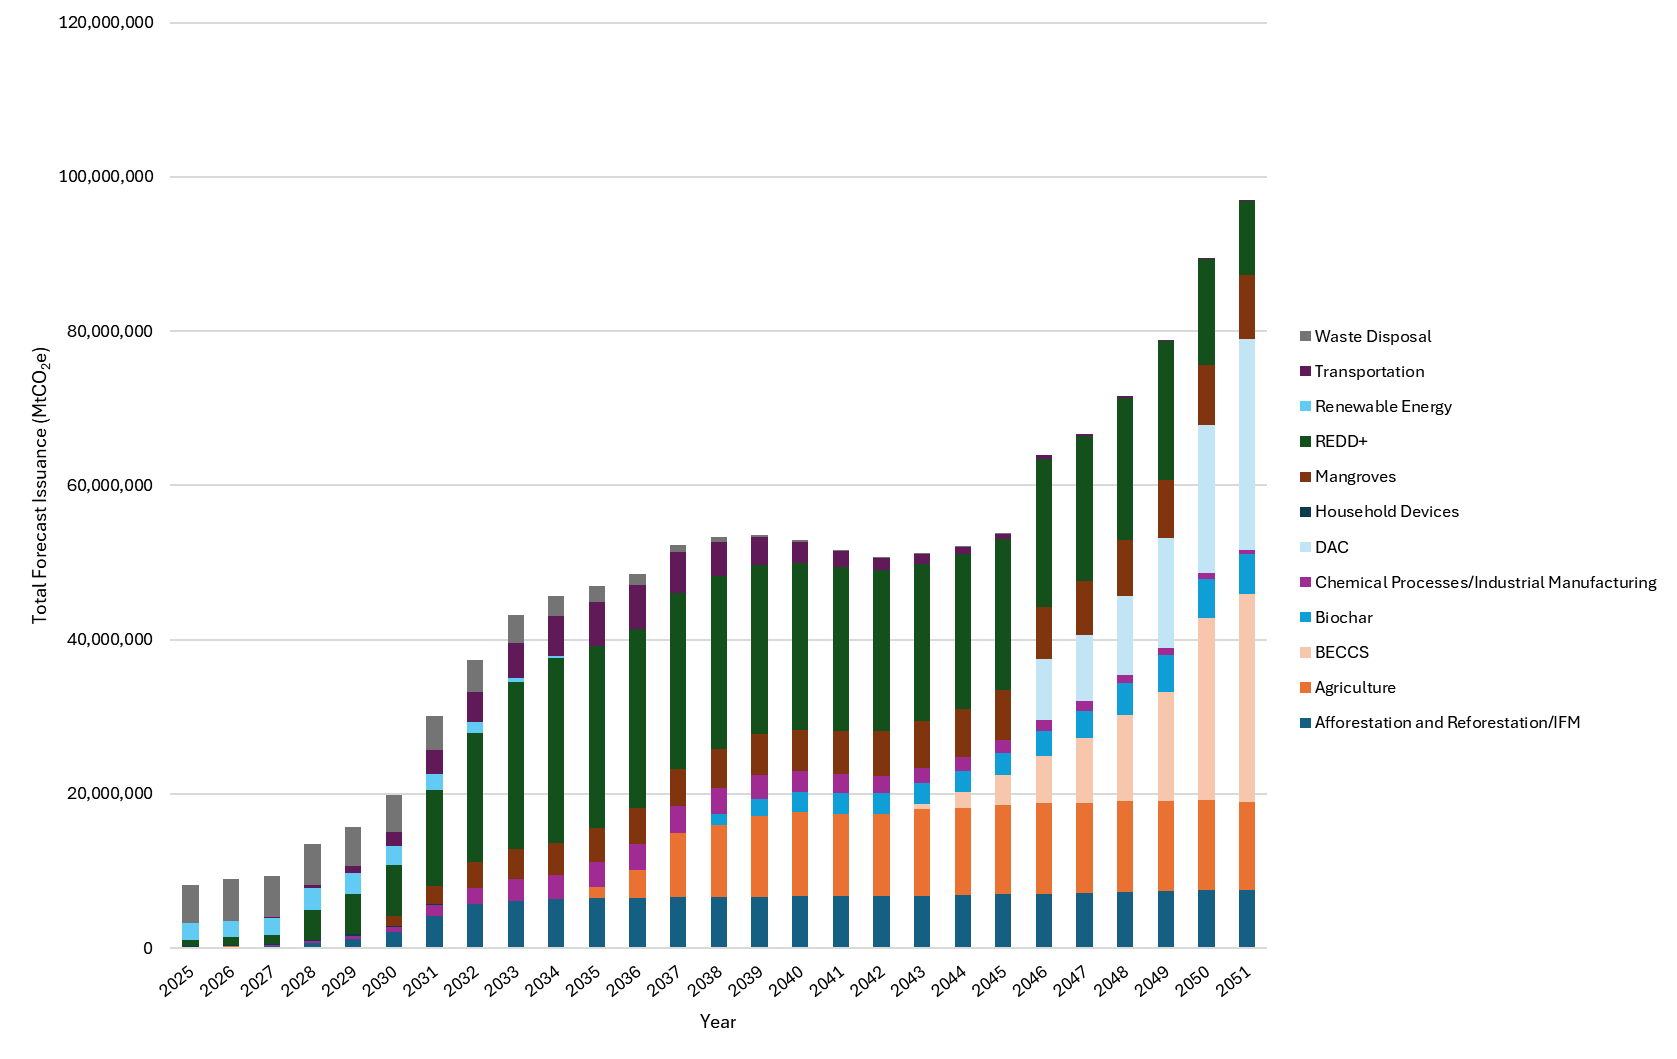 120,000,000
100,000,000
80,000,000
60,000,000
40,000,000
20,000,000
0
Total Forecast Issuance (MtCO₂e)
2025
2026
2027
2028
2029
2030
2031
2032
2033
2034
2035
2036
2037
2038
2039
2040
2041
2042
2043
2044
2045
2046
2047
2048
2049
2050
2051
Year
Waste Disposal
Transportation
Renewable Energy
REDD+
Mangroves
Household Devices
DAC
Chemical Processes/Industrial Manufacturing
Biochar
BECCS
Agriculture
Afforestation and Reforestation/IFM